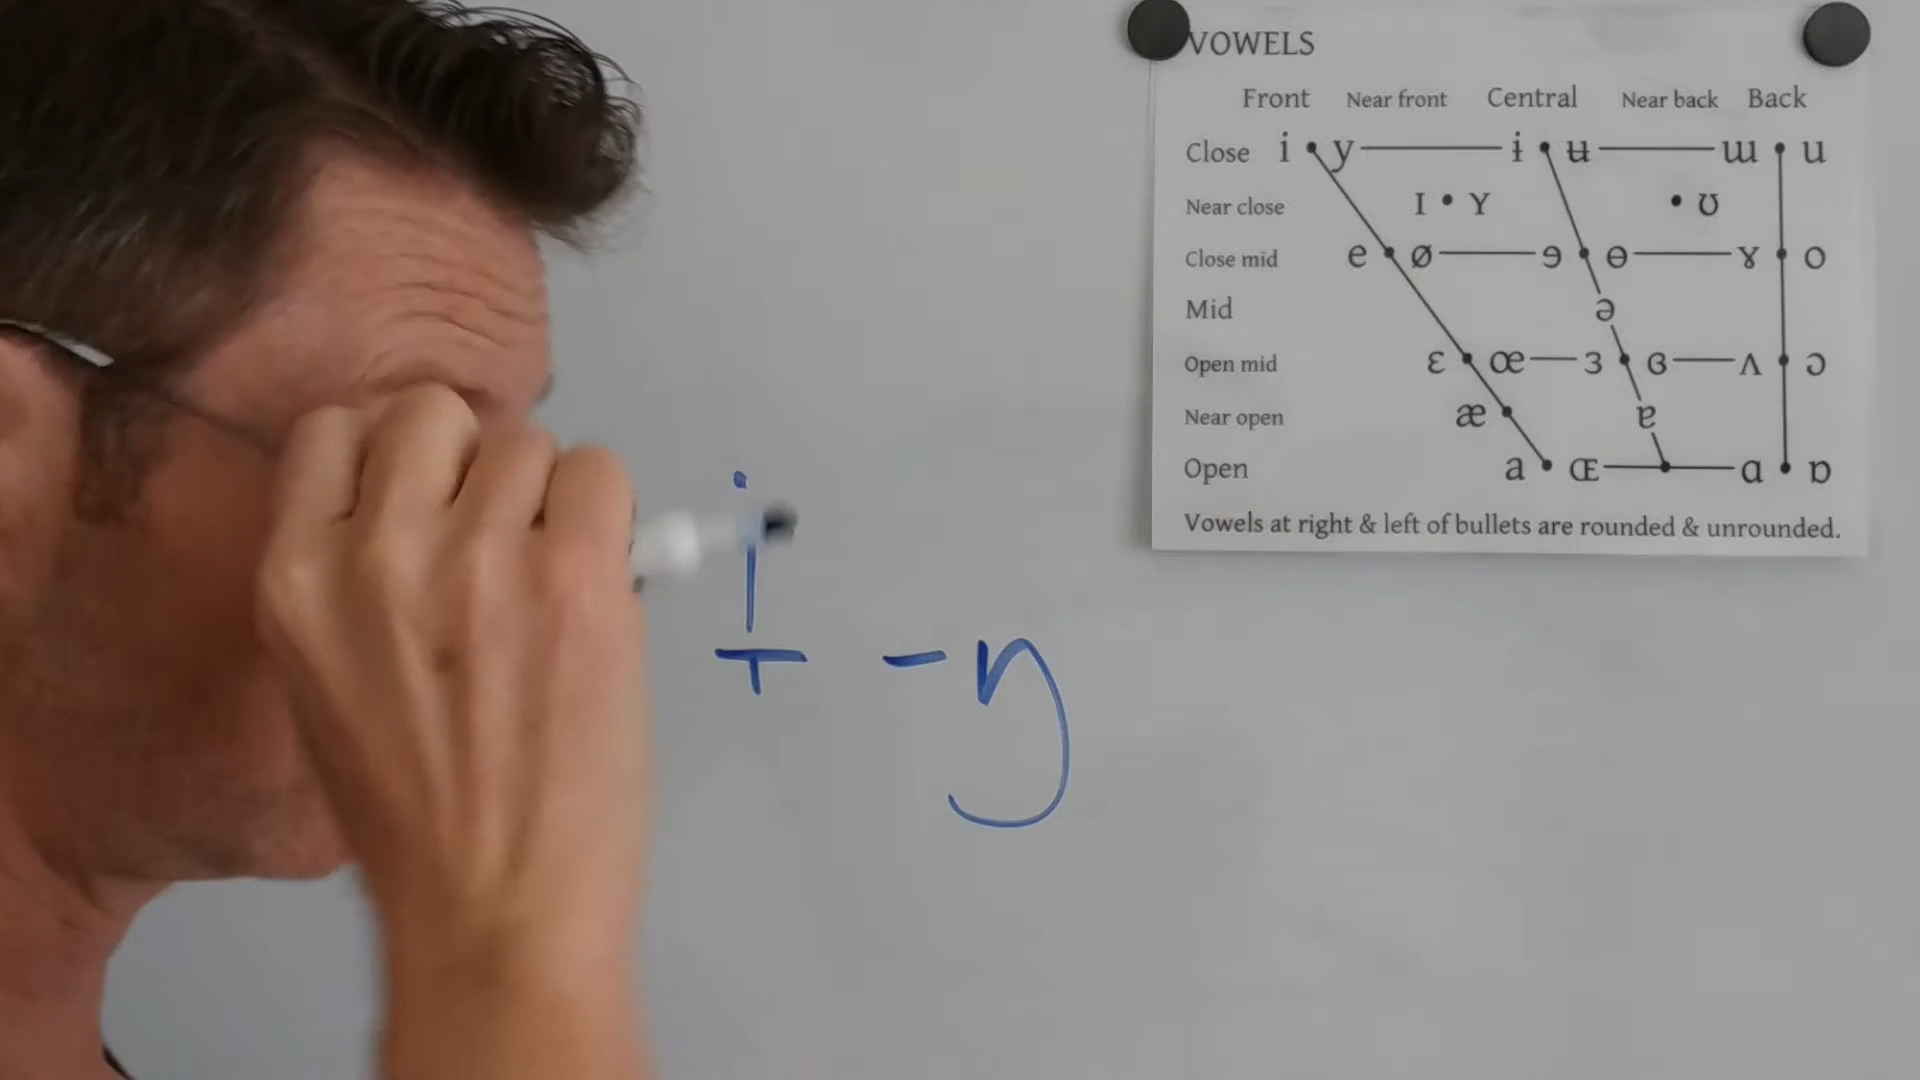 VOWELS
Front Near front Central Near back Back
Close i y ɨ ʉ ɯ u
Near close ɪ ʏ ʊ
Close mid e ø ɘ ɵ ɤ o
Mid ə
Open mid ɛ œ ɜ ɞ ʌ ɔ
Near open æ ɐ
Open a ɶ ɑ ɒ
Vowels at right & left of bullets are rounded & unrounded.
i